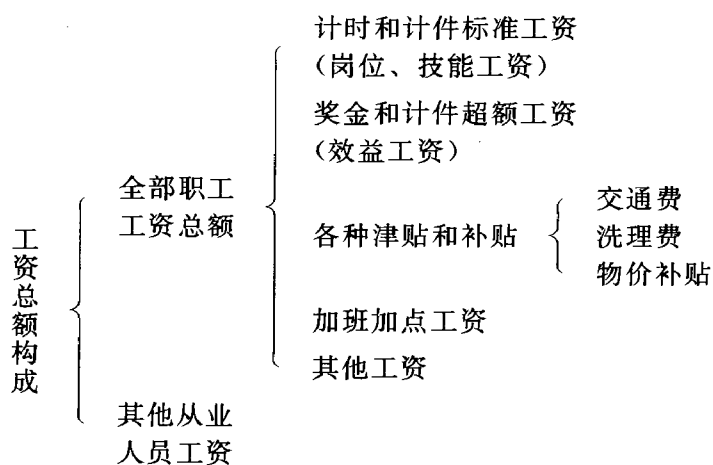 工资总额构成
全部职工
工资总额
计时和计件标准工资
(岗位、技能工资)
奖金和计件超额工资
(效益工资)
各种津贴和补贴
交通费
洗理费
物价补贴
加班加点工资
其他工资
其他从业
人员工资